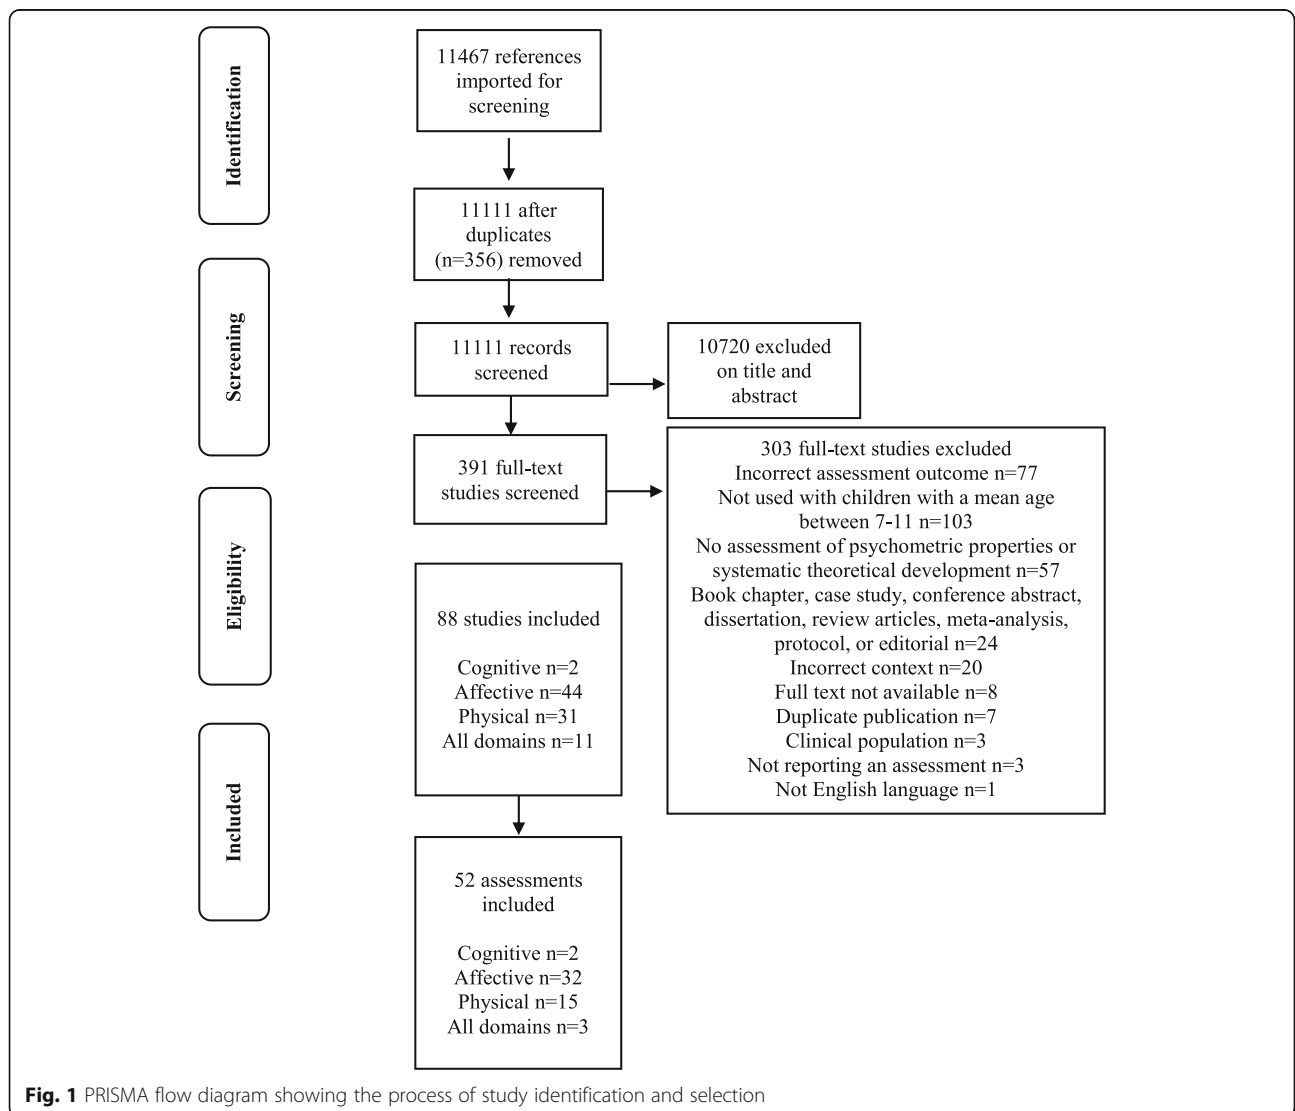 Identification
11467 references
imported for
screening
11111 after
duplicates
(n=356) removed
Screening
11111 records
screened
10720 excluded
on title and
abstract
391 full-text
studies screened
303 full-text studies excluded
Incorrect assessment outcome n=77
Not used with children with a mean age
between 7-11 n=103
No assessment of psychometric properties or
systematic theoretical development n=57
Book chapter, case study, conference abstract,
dissertation, review articles, meta-analysis,
protocol, or editorial n=24
Incorrect context n=20
Full text not available n=8
Duplicate publication n=7
Clinical population n=3
Not reporting an assessment n=3
Not English language n=1
Eligibility
88 studies included
Cognitive n=2
Affective n=44
Physical n=31
All domains n=11
Included
52 assessments
included
Cognitive n=2
Affective n=32
Physical n=15
All domains n=3
Fig. 1 PRISMA flow diagram showing the process of study identification and selection